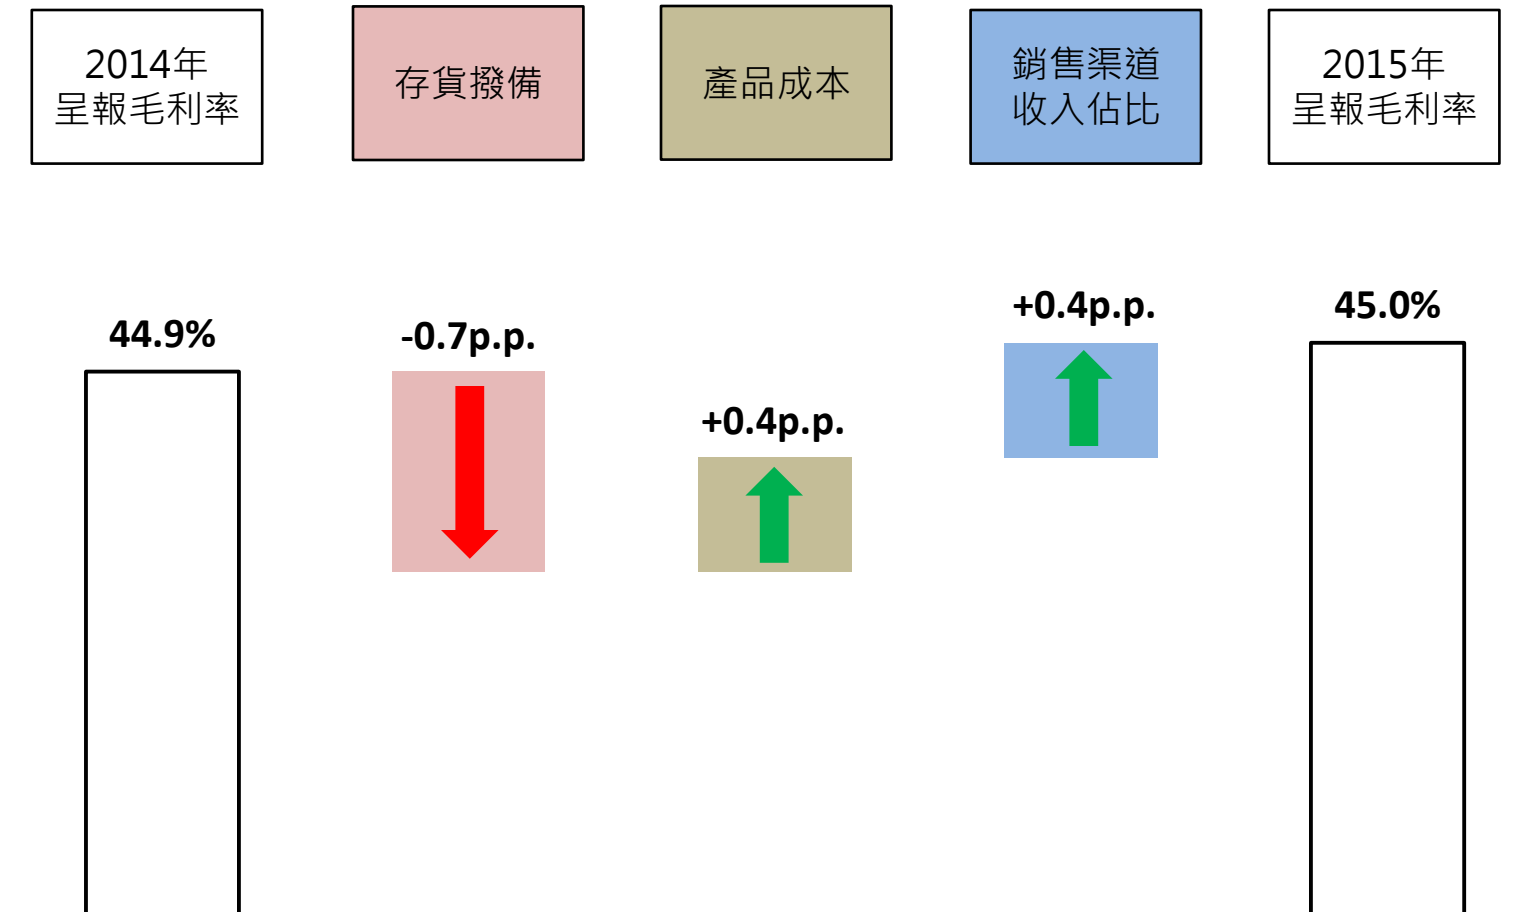 2014年
呈報毛利率
存貨撥備
產品成本
銷售渠道
收入佔比
2015年
呈報毛利率
44.9%
-0.7p.p.
+0.4p.p.
+0.4p.p.
45.0%